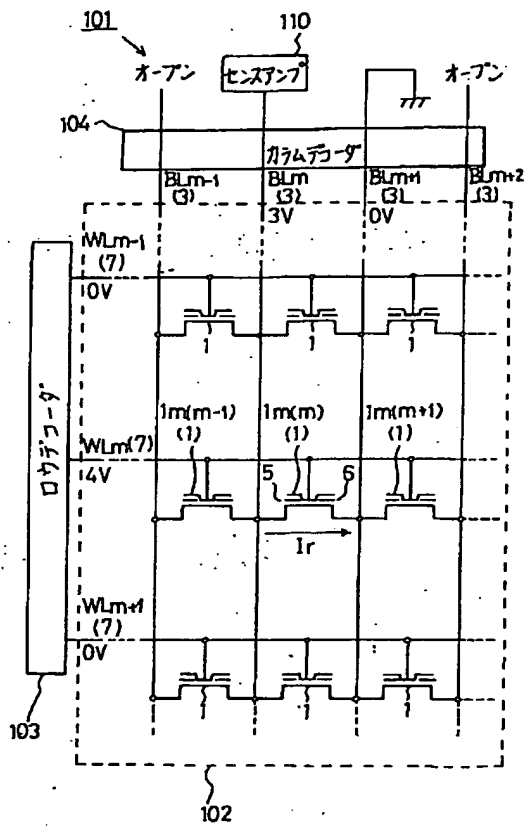 101
110
オープン
センスアンプ
オープン
104
カラムデコーダ
BLm-1
(3)
BLm
(3)
3V
BLm+1
(3)
0V
BLm+2
(3)
WLm-1
(7)
0V
1
1
1
ロウデコーダ
1m(m-1)
(1)
1m(m)
(1)
1m(m+1)
(1)
WLm(7)
4V
5
6
Ir
WLm+1
(7)
0V
1
1
1
103
102